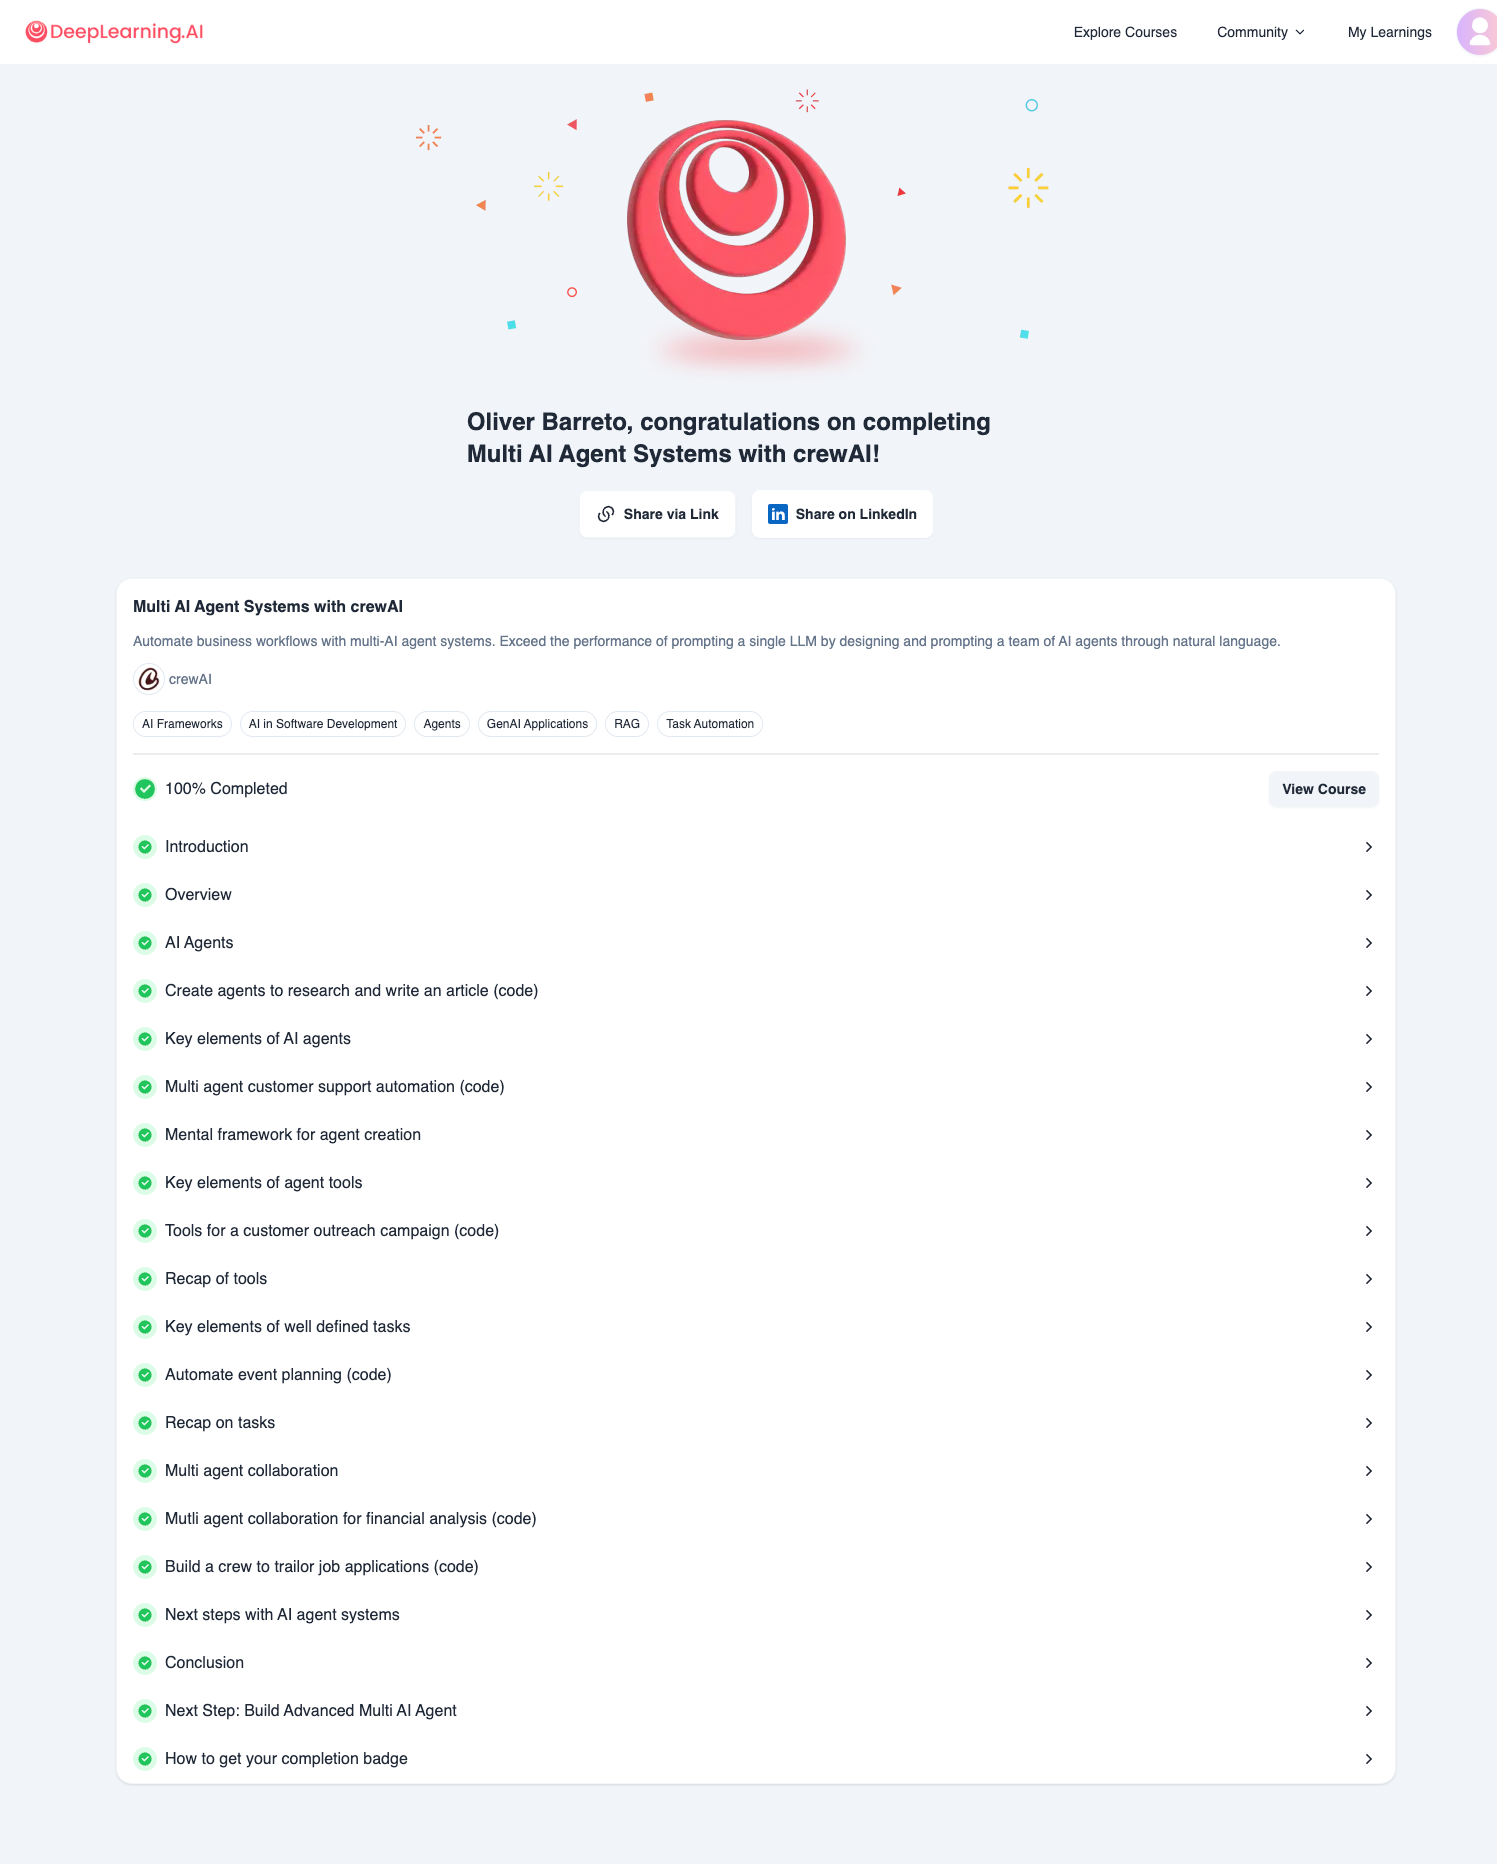 DeepLearning.AI
Explore Courses
Community
My Learnings
Oliver Barreto, congratulations on completing
Multi AI Agent Systems with crewAI!
Share via Link
Share on LinkedIn
Multi AI Agent Systems with crewAI
Automate business workflows with multi-AI agent systems. Exceed the performance of prompting a single LLM by designing and prompting a team of AI agents through natural language.
crewAI
AI Frameworks
AI in Software Development
Agents
GenAI Applications
RAG
Task Automation
100% Completed
View Course
Introduction
Overview
AI Agents
Create agents to research and write an article (code)
Key elements of AI agents
Multi agent customer support automation (code)
Mental framework for agent creation
Key elements of agent tools
Tools for a customer outreach campaign (code)
Recap of tools
Key elements of well defined tasks
Automate event planning (code)
Recap on tasks
Multi agent collaboration
Mutli agent collaboration for financial analysis (code)
Build a crew to trailor job applications (code)
Next steps with AI agent systems
Conclusion
Next Step: Build Advanced Multi AI Agent
How to get your completion badge